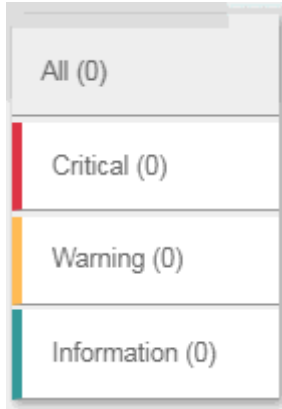 All (0)
Critical (0)
Warning (0)
Information (0)